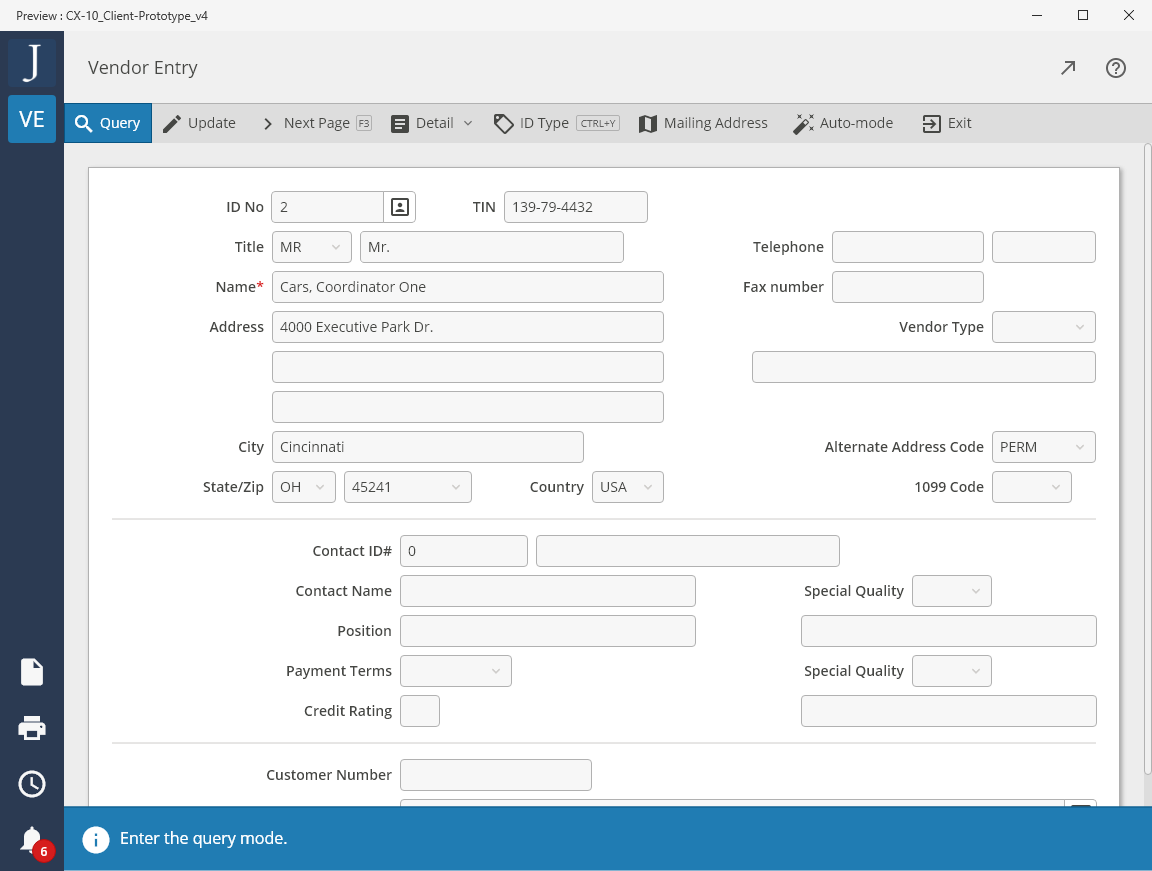 Preview : CX-10_Client-Prototype_v4
J
Vendor Entry
VE
Query Update Next Page F3 Detail ID Type CTRL+Y Mailing Address Auto-mode Exit
ID No 2 TIN 139-79-4432
Title MR Mr. Telephone
Name* Cars, Coordinator One Fax number
Address 4000 Executive Park Dr. Vendor Type
City Cincinnati Alternate Address Code PERM
State/Zip OH 45241 Country USA 1099 Code
Contact ID# 0
Contact Name Special Quality
Position
Payment Terms Special Quality
Credit Rating
Customer Number
Enter the query mode.
6